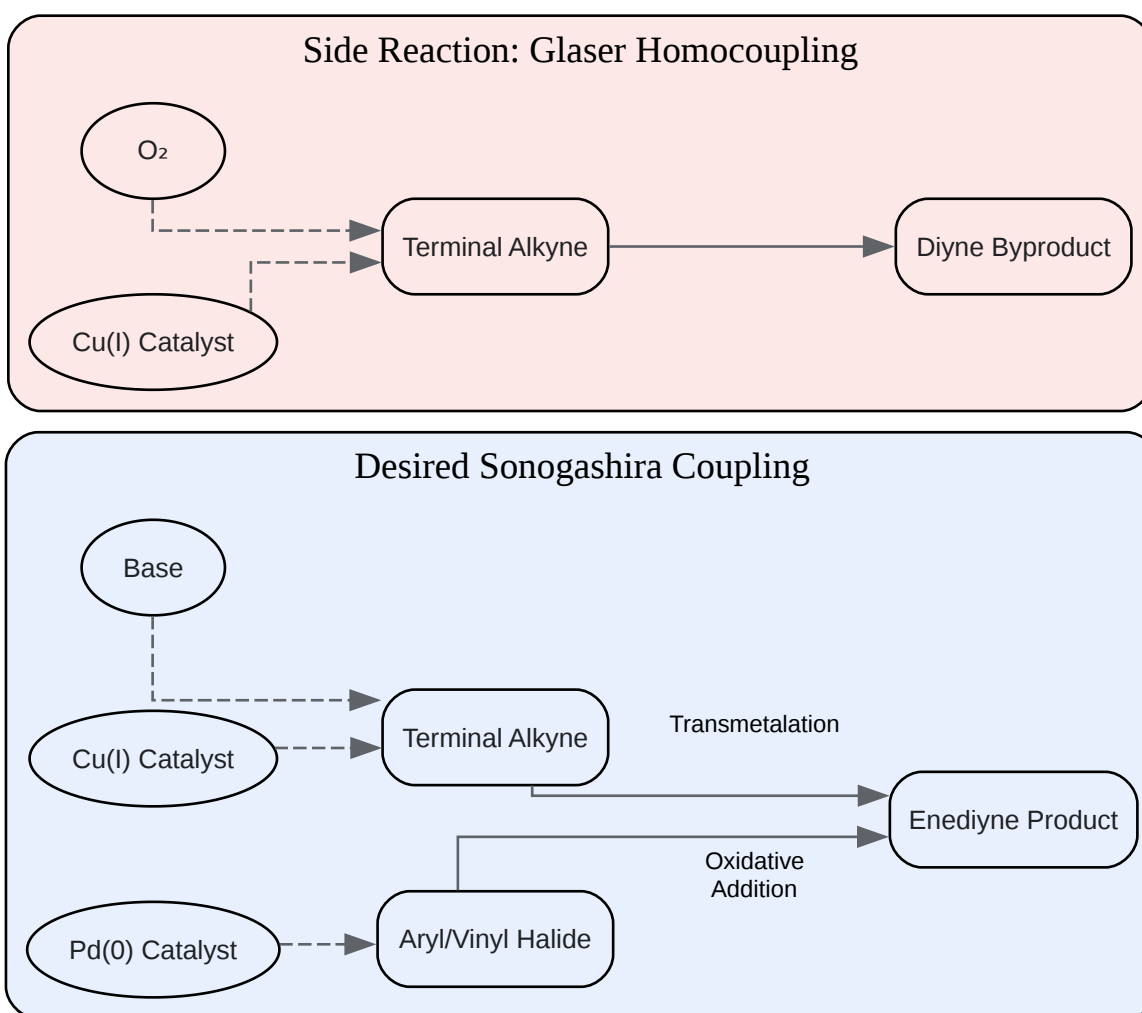 Side Reaction: Glaser Homocoupling
O₂
Terminal Alkyne
Diyne Byproduct
Cu(I) Catalyst
Desired Sonogashira Coupling
Base
Terminal Alkyne
Transmetalation
Cu(I) Catalyst
Enediyne Product
Oxidative
Addition
Aryl/Vinyl Halide
Pd(0) Catalyst